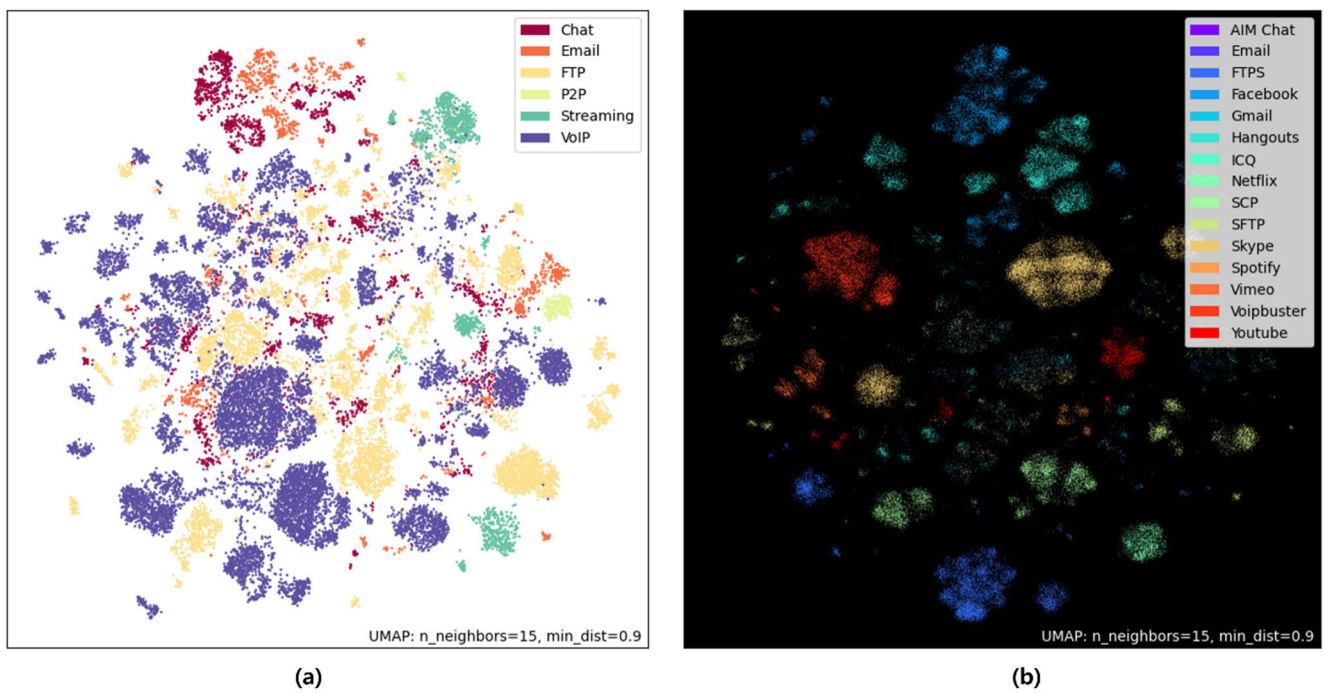 Chat
Email
FTP
P2P
Streaming
VoIP
UMAP: n_neighbors=15, min_dist=0.9
(a)
AIM Chat
Email
FTPS
Facebook
Gmail
Hangouts
ICQ
Netflix
SCP
SFTP
Skype
Spotify
Vimeo
Voipbuster
Youtube
UMAP: n_neighbors=15, min_dist=0.9
(b)